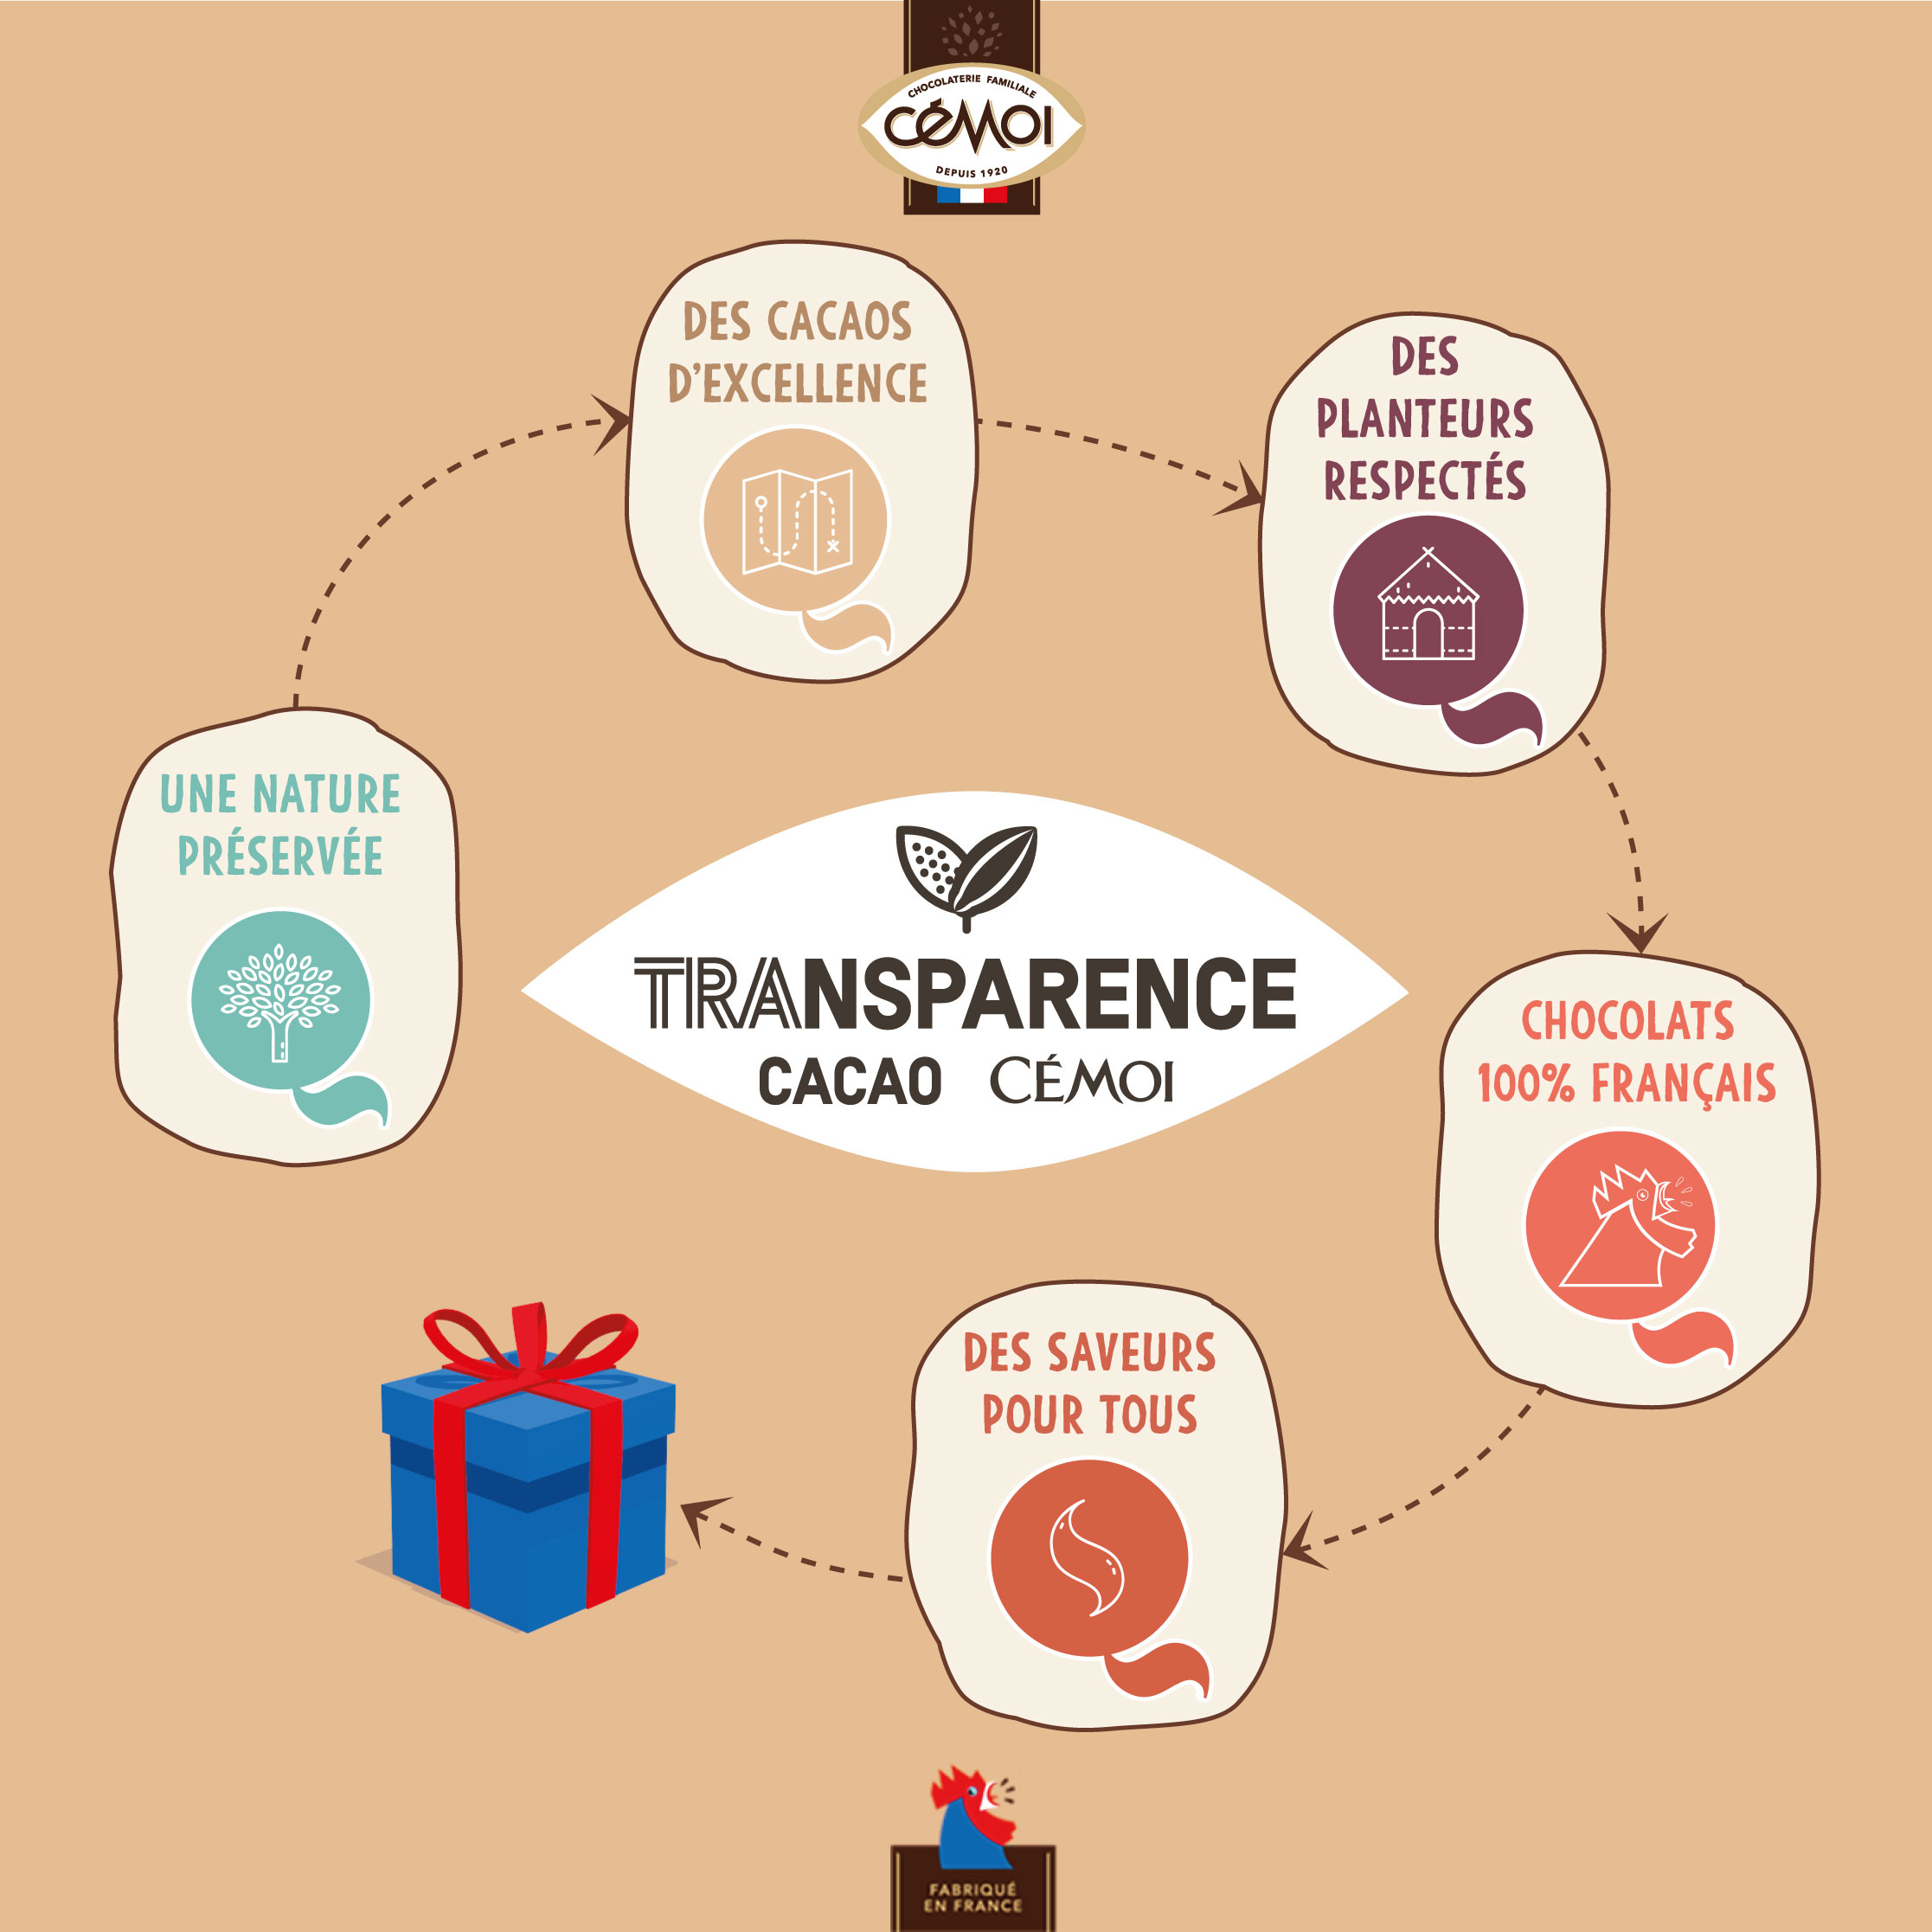 CHOCOLATERIE FAMILIALE
CéMOI
DEPUIS 1920
DES CACAOS
D'EXCELLENCE
DES
PLANTEURS
RESPECTÉS
UNE NATURE
PRÉSERVÉE
TRANSPARENCE
CACAO CÉMOI
CHOCOLATS
100% FRANÇAIS
DES SAVEURS
POUR TOUS
FABRIQUÉ
EN FRANCE